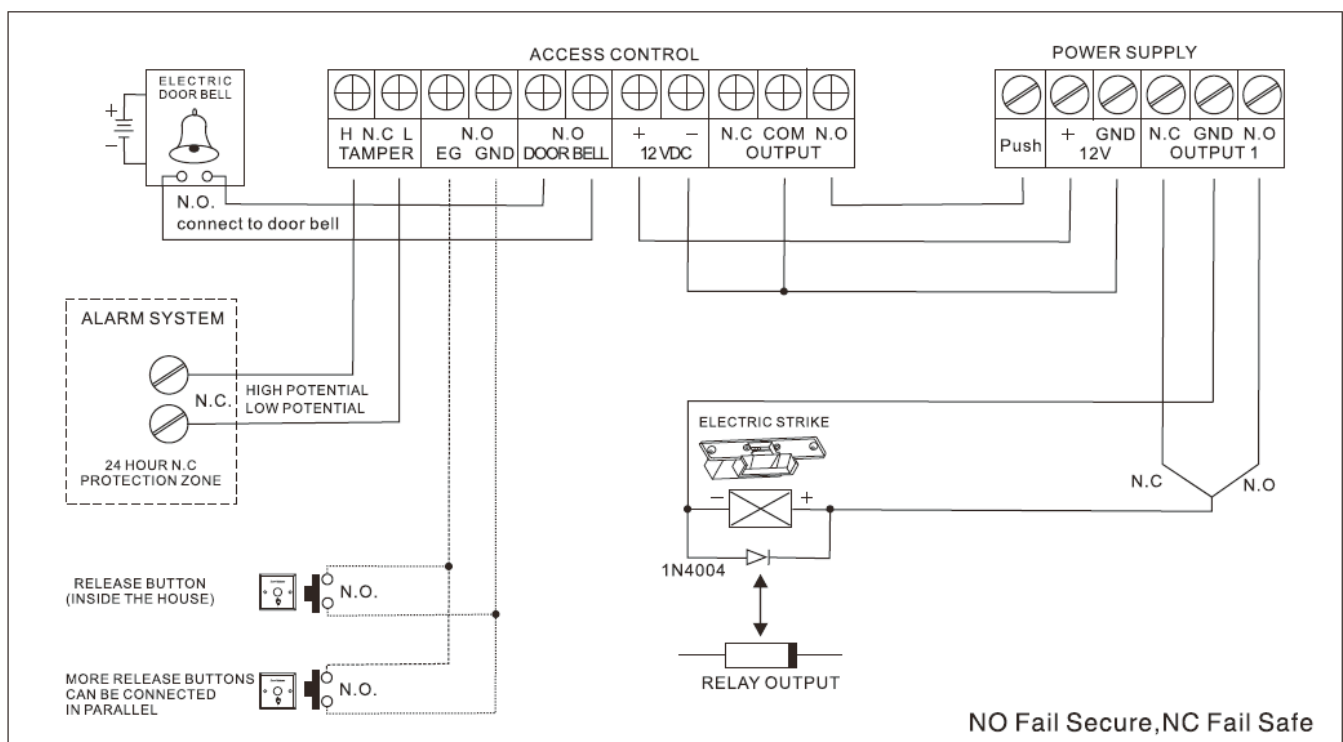 ACCESS CONTROL
POWER SUPPLY
ELECTRIC
DOOR BELL
+
−
H N.C L
TAMPER
N.O
EG GND
N.O
DOOR BELL
+ −
12 VDC
N.C COM N.O
OUTPUT
Push
+ GND
12V
N.C GND N.O
OUTPUT 1
N.O.
connect to door bell
ALARM SYSTEM
N.C.
HIGH POTENTIAL
LOW POTENTIAL
24 HOUR N.C
PROTECTION ZONE
ELECTRIC STRIKE
− +
1N4004
N.C
N.O
RELAY OUTPUT
RELEASE BUTTON
(INSIDE THE HOUSE)
N.O.
MORE RELEASE BUTTONS
CAN BE CONNECTED
IN PARALLEL
N.O.
NO Fail Secure,NC Fail Safe